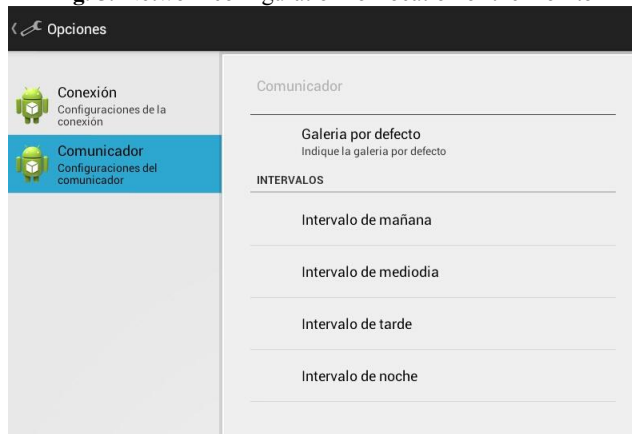 Opciones
Conexión
Configuraciones de la
conexión
Comunicador
Configuraciones del
comunicador
Comunicador
Galeria por defecto
Indique la galeria por defecto
INTERVALOS
Intervalo de mañana
Intervalo de mediodia
Intervalo de tarde
Intervalo de noche